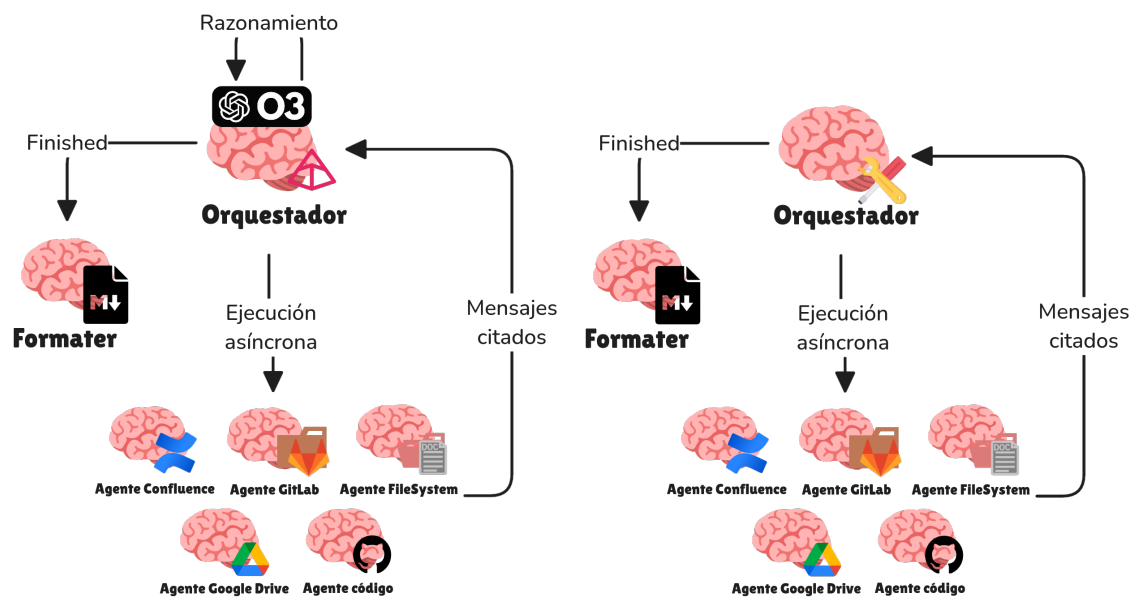 Razonamiento
O3
Finished
Orquestador
Formater
M
Ejecución
asíncrona
Mensajes
citados
DOC
Agente Confluence
Agente GitLab
Agente FileSystem
Agente Google Drive
Agente código
Finished
Orquestador
Formater
M
Ejecución
asíncrona
Mensajes
citados
DOC
Agente Confluence
Agente GitLab
Agente FileSystem
Agente Google Drive
Agente código